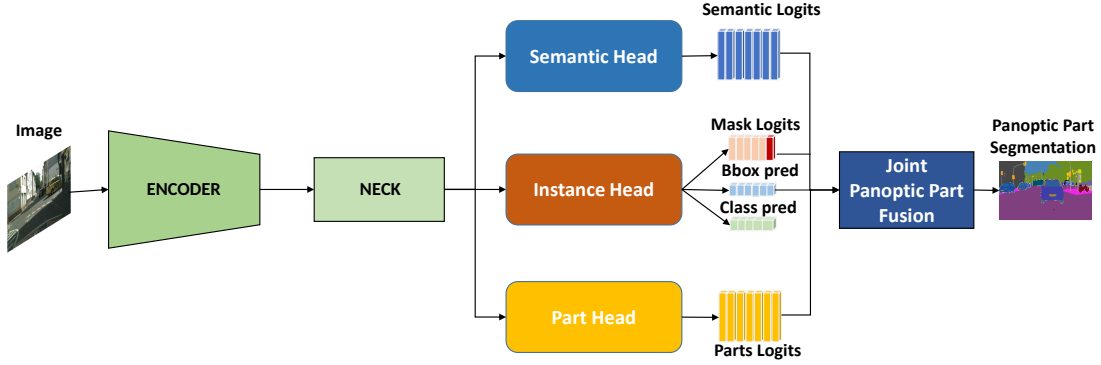 Semantic Logits
Semantic Head
Image
ENCODER
NECK
Mask Logits
Bbox pred
Instance Head
Class pred
Joint
Panoptic Part
Fusion
Panoptic Part
Segmentation
Part Head
Parts Logits